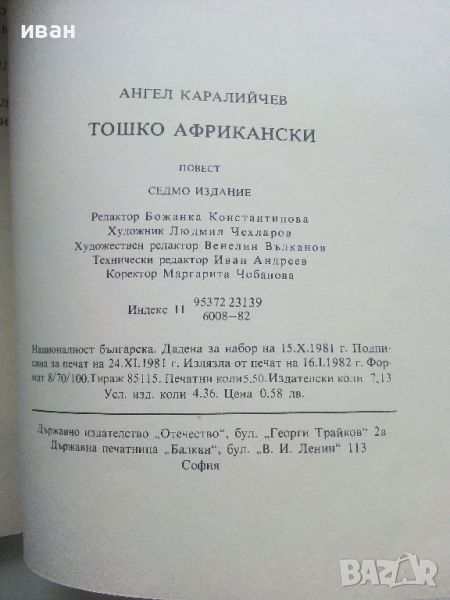 иван
АНГЕЛ КАРАЛИЙЧЕВ
ТОШКО АФРИКАНСКИ
ПОВЕСТ
СЕДМО ИЗДАНИЕ
Редактор Божанка Константинова
Художник Людмил Чехларов
Художествен редактор Венелин Вълканов
Технически редактор Иван Андреев
Коректор Маргарита Чобанова
Индекс 11 95372 23139
6008–82
Националност българска. Дадена за набор на 15.X.1981 г. Подпи-
сана за печат на 24.XI.1981 г. Излязла от печат на 16.I.1982 г. Фор-
мат 8/70/100. Тираж 85115. Печатни коли 5,50. Издателски коли 7,13
Усл. изд. коли 4.36. Цена 0.58 лв.
Държавно издателство „Отечество“, бул. „Георги Трайков“ 2а
Държавна печатница „Балкан“, бул. „В. И. Ленин“ 113
София
bazar